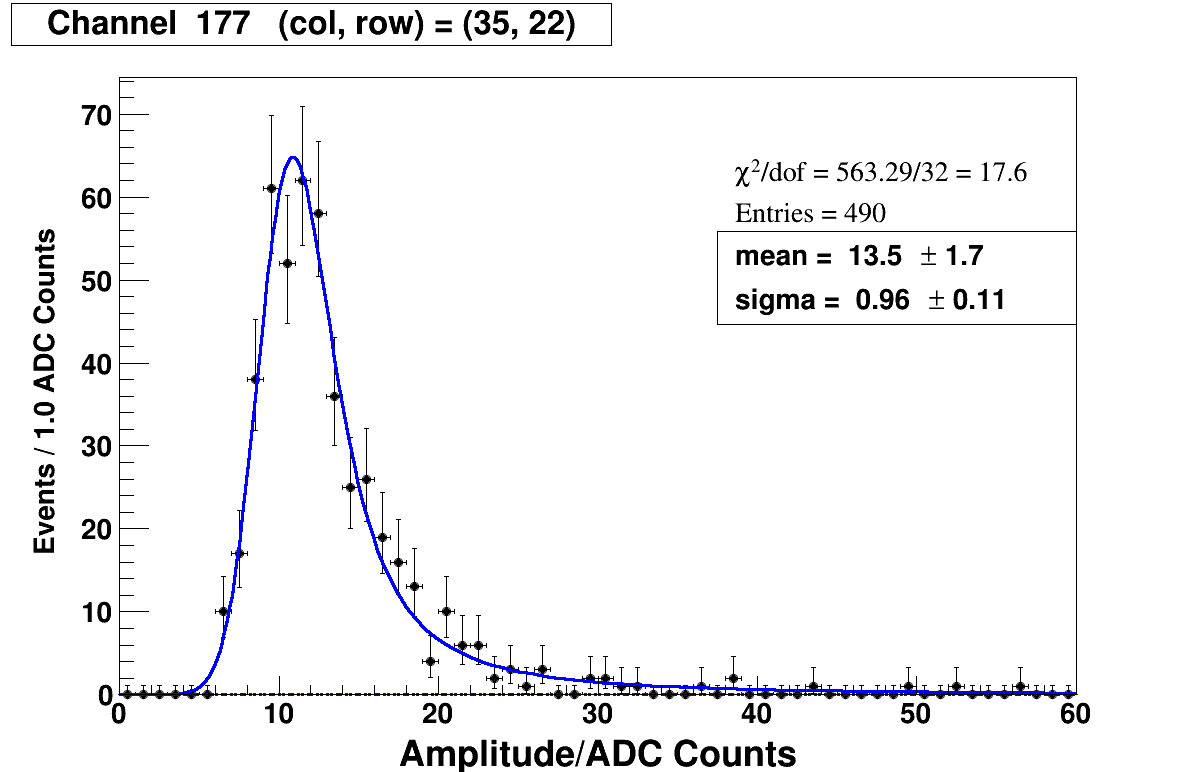 Channel 177 (col, row) = (35, 22)
χ²/dof = 563.29/32 = 17.6
Entries = 490
mean = 13.5 ± 1.7
sigma = 0.96 ± 0.11
Events / 1.0 ADC Counts
70
60
50
40
30
20
10
0
0 10 20 30 40 50 60
Amplitude/ADC Counts